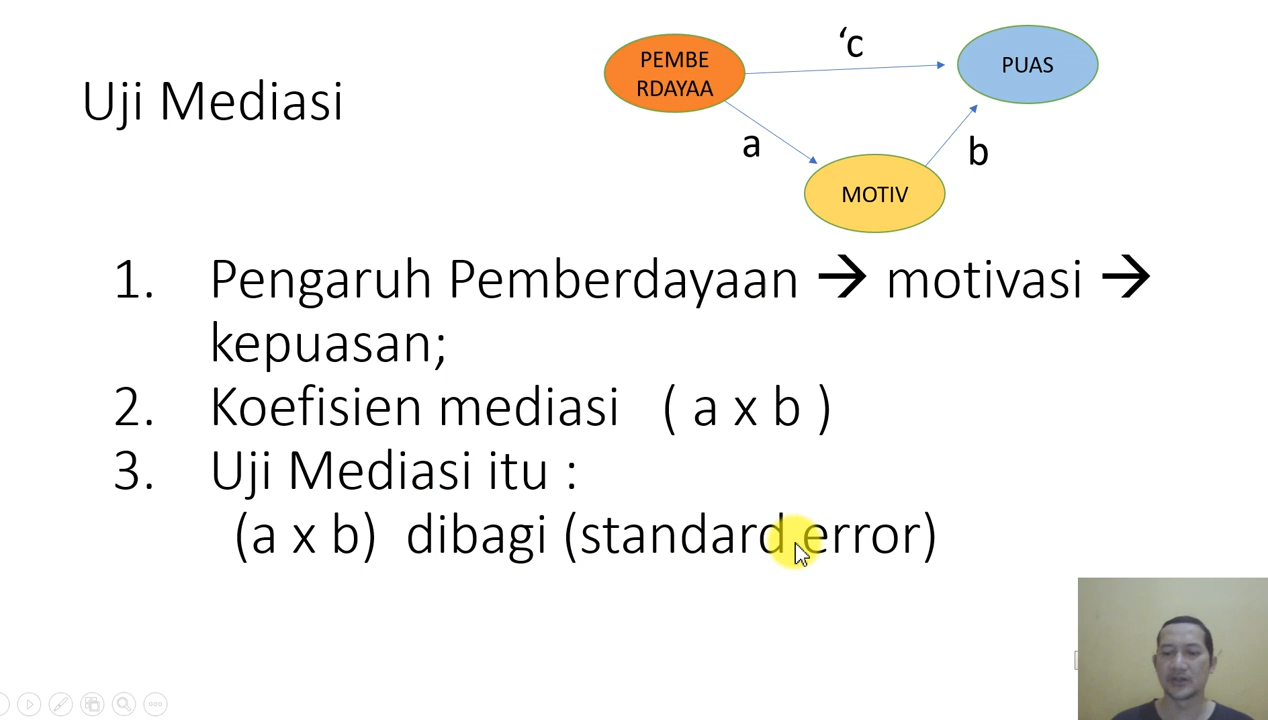 Uji Mediasi
PEMBE
RDAYAA
‘c
PUAS
a
b
MOTIV
1. Pengaruh Pemberdayaan → motivasi →
kepuasan;
2. Koefisien mediasi ( a x b )
3. Uji Mediasi itu :
(a x b) dibagi (standard error)